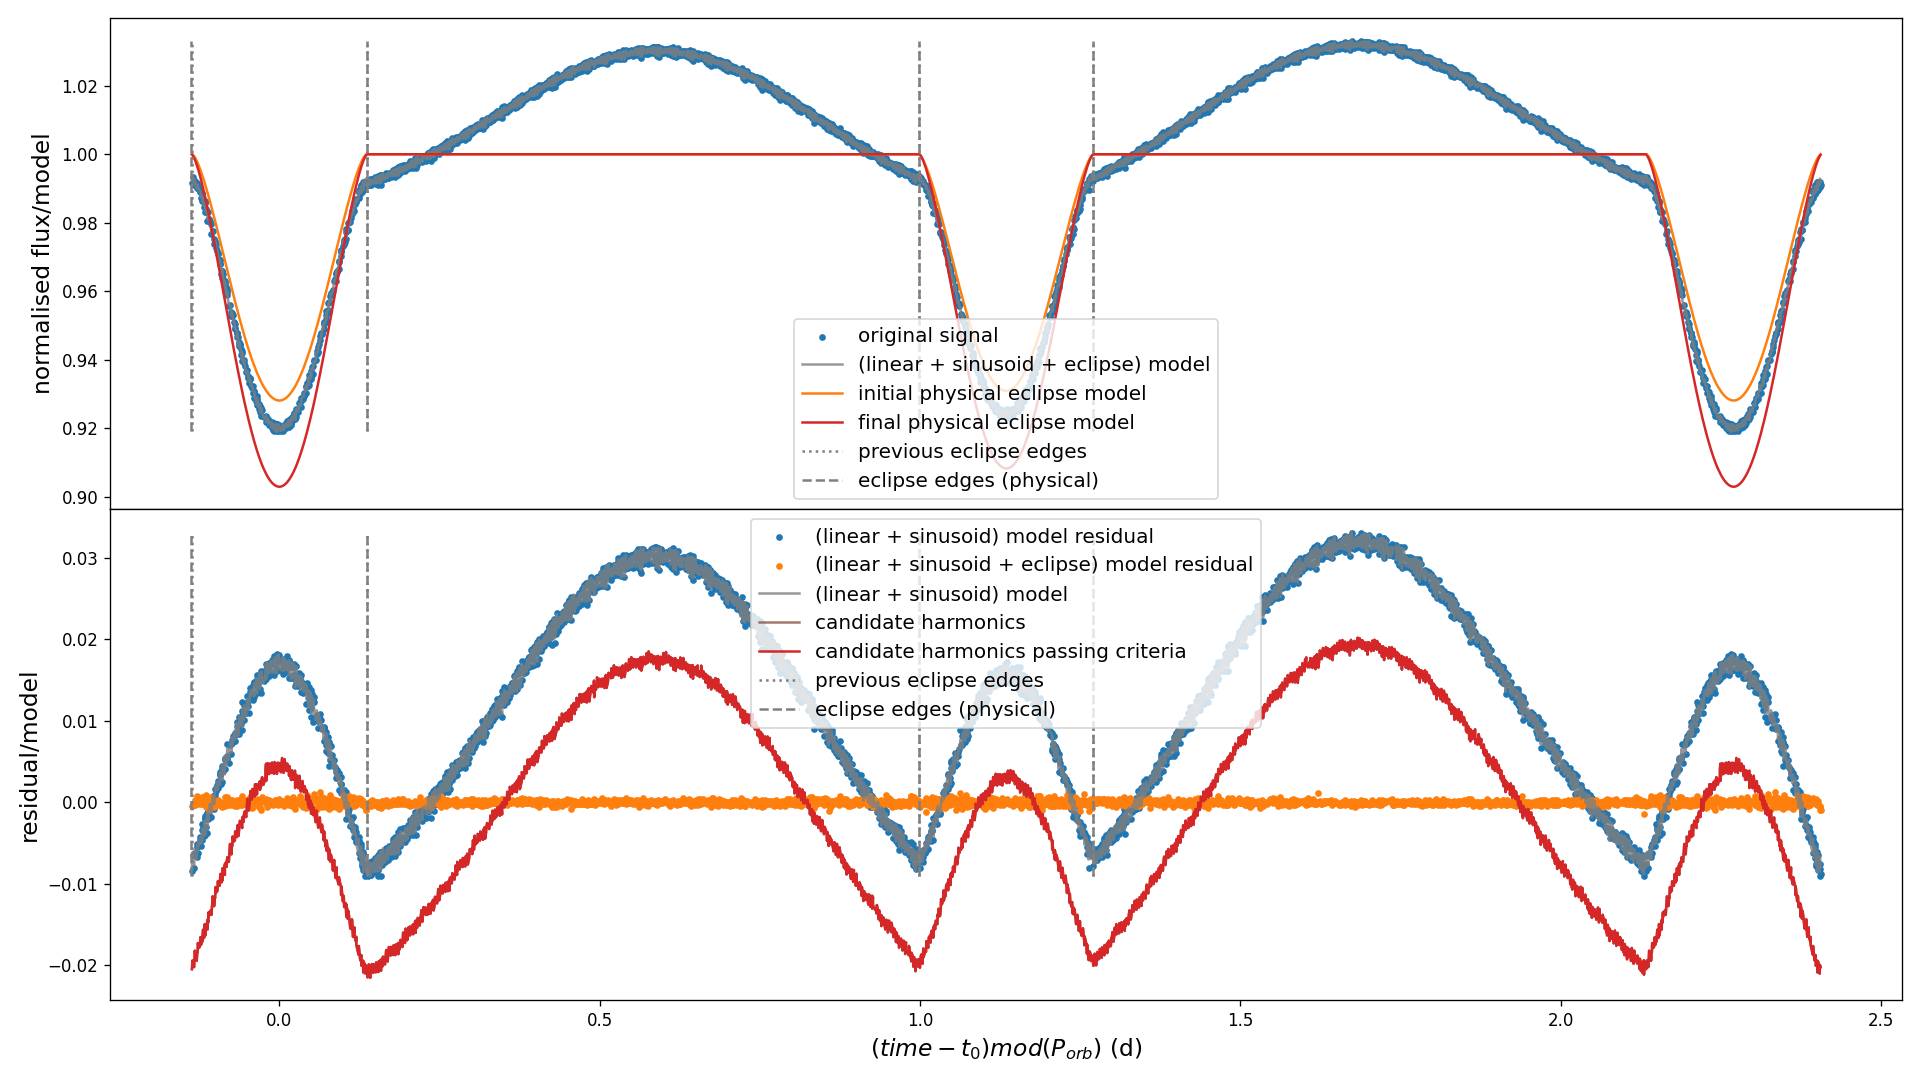 normalised flux/model
1.02
1.00
0.98
0.96
0.94
0.92
0.90
original signal
(linear + sinusoid + eclipse) model
initial physical eclipse model
final physical eclipse model
previous eclipse edges
eclipse edges (physical)
residual/model
0.03
0.02
0.01
0.00
−0.01
−0.02
(linear + sinusoid) model residual
(linear + sinusoid + eclipse) model residual
(linear + sinusoid) model
candidate harmonics
candidate harmonics passing criteria
previous eclipse edges
eclipse edges (physical)
0.0 0.5 1.0 1.5 2.0 2.5
(time − t₀)mod(Pₒᵣb) (d)